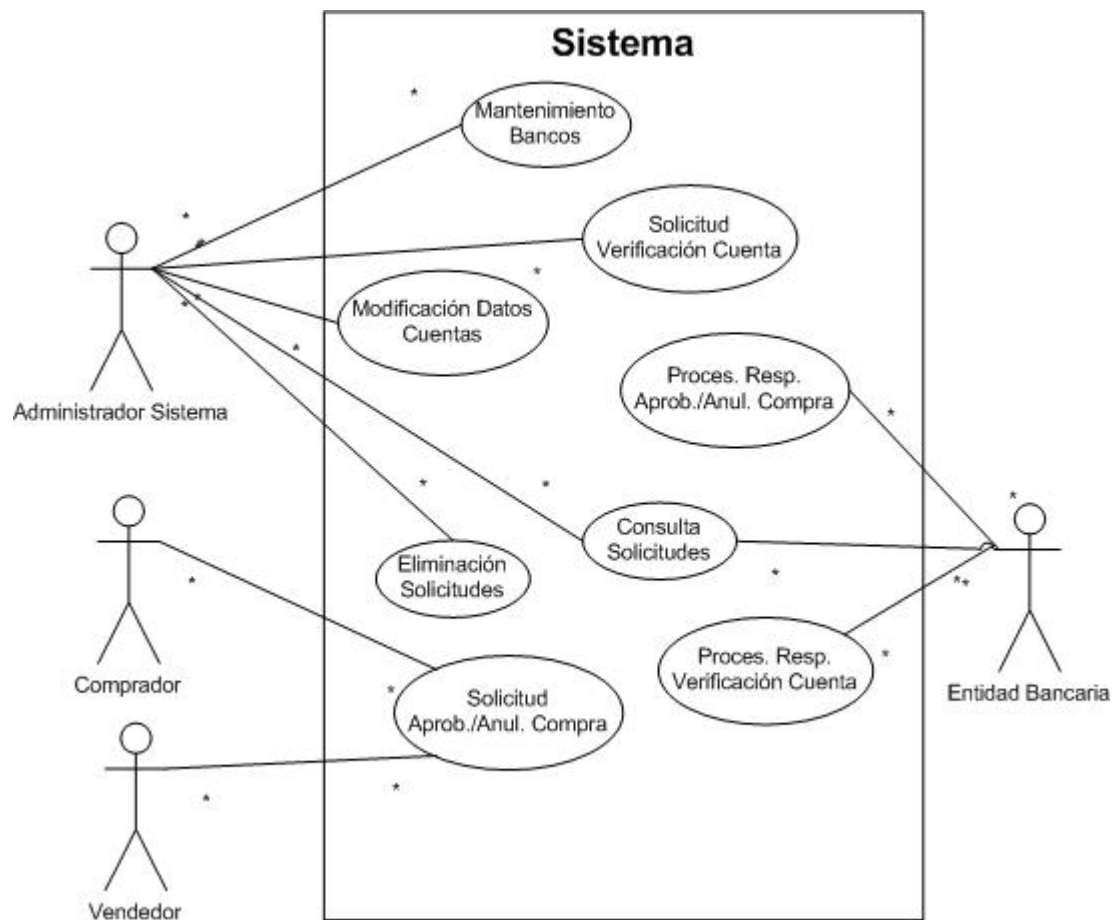 Sistema
Mantenimiento
Bancos
Solicitud
Verificación Cuenta
Modificación Datos
Cuentas
Proces. Resp.
Aprob./Anul. Compra
Administrador Sistema
Consulta
Solicitudes
Eliminación
Solicitudes
Comprador
Proces. Resp.
Verificación Cuenta
Entidad Bancaria
Solicitud
Aprob./Anul. Compra
Vendedor